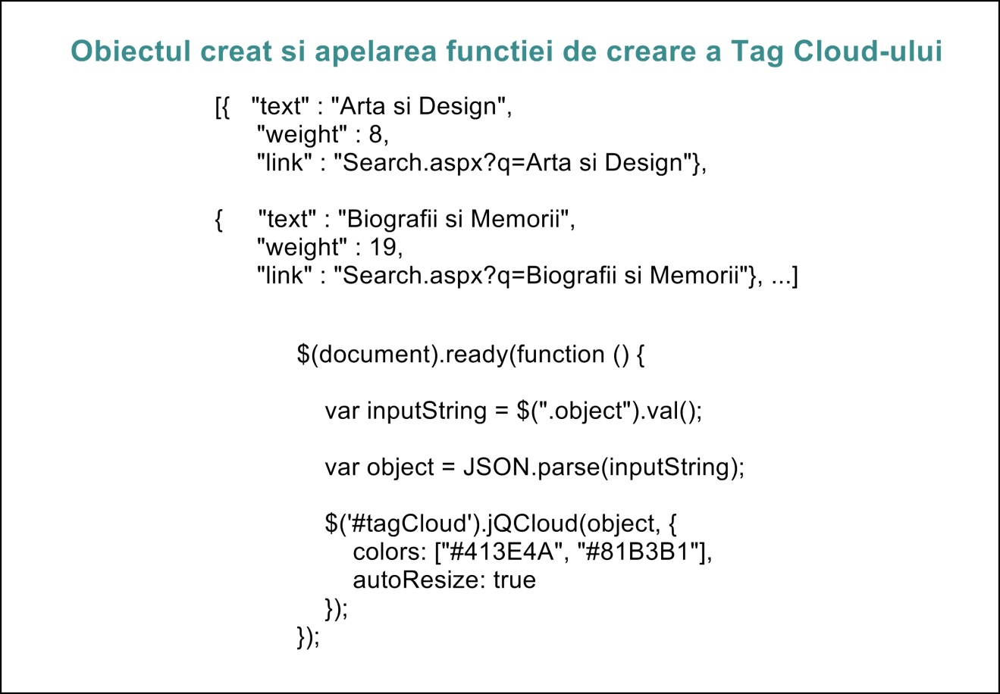 Obiectul creat si apelarea functiei de creare a Tag Cloud-ului
[{ "text" : "Arta si Design",
"weight" : 8,
"link" : "Search.aspx?q=Arta si Design"},
{ "text" : "Biografii si Memorii",
"weight" : 19,
"link" : "Search.aspx?q=Biografii si Memorii"}, ...]
$(document).ready(function () {
var inputString = $(".object").val();
var object = JSON.parse(inputString);
$('#tagCloud').jQCloud(object, {
colors: ["#413E4A", "#81B3B1"],
autoResize: true
});
});